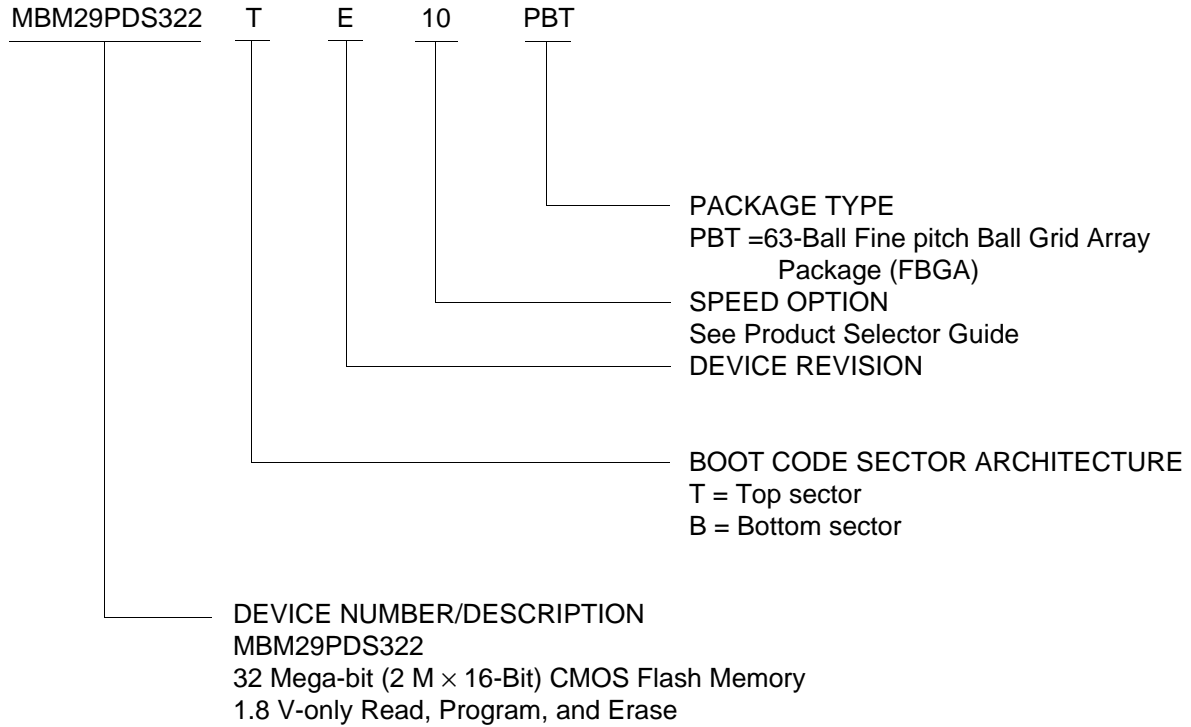 MBM29PDS322 T E 10 PBT
PACKAGE TYPE
PBT =63-Ball Fine pitch Ball Grid Array
Package (FBGA)
SPEED OPTION
See Product Selector Guide
DEVICE REVISION
BOOT CODE SECTOR ARCHITECTURE
T = Top sector
B = Bottom sector
DEVICE NUMBER/DESCRIPTION
MBM29PDS322
32 Mega-bit (2 M × 16-Bit) CMOS Flash Memory
1.8 V-only Read, Program, and Erase